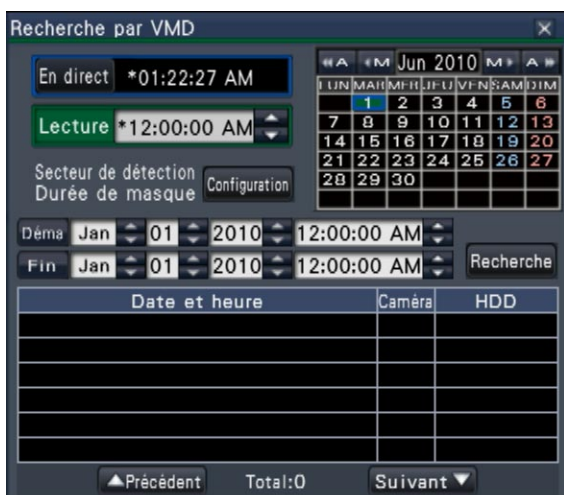 Recherche par VMD
En direct *01:22:27 AM
Lecture *12:00:00 AM
Secteur de détection
Durée de masque
Configuration
A M Jun 2010 M A
LUN MAR MER JEU VEN SAM DIM
1 2 3 4 5 6
7 8 9 10 11 12 13
14 15 16 17 18 19 20
21 22 23 24 25 26 27
28 29 30
Déma Jan 01 2010 12:00:00 AM
Fin Jan 01 2010 12:00:00 AM
Recherche
Date et heure Caméra HDD
Précédent Total:0 Suivant